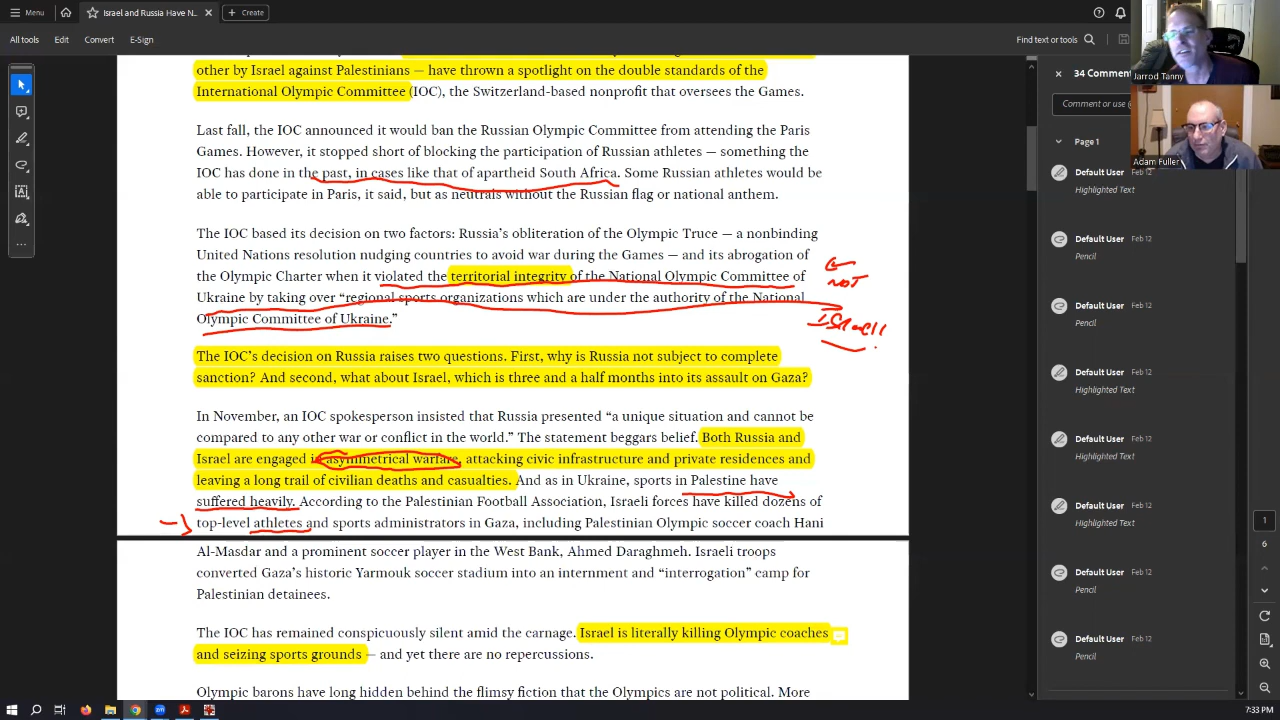 Menu
Israel and Russia Have N...
Create
All tools
Edit
Convert
E-Sign
Find text or tools
other by Israel against Palestinians — have thrown a spotlight on the double standards of the
International Olympic Committee (IOC), the Switzerland-based nonprofit that oversees the Games.
Last fall, the IOC announced it would ban the Russian Olympic Committee from attending the Paris
Games. However, it stopped short of blocking the participation of Russian athletes — something the
IOC has done in the past, in cases like that of apartheid South Africa. Some Russian athletes would be
able to participate in Paris, it said, but as neutrals without the Russian flag or national anthem.
The IOC based its decision on two factors: Russia’s obliteration of the Olympic Truce — a nonbinding
United Nations resolution nudging countries to avoid war during the Games — and its abrogation of
the Olympic Charter when it violated the territorial integrity of the National Olympic Committee of
Ukraine by taking over “regional sports organizations which are under the authority of the National
Olympic Committee of Ukraine.”
NOT
ISrael!
The IOC’s decision on Russia raises two questions. First, why is Russia not subject to complete
sanction? And second, what about Israel, which is three and a half months into its assault on Gaza?
In November, an IOC spokesperson insisted that Russia presented “a unique situation and cannot be
compared to any other war or conflict in the world.” The statement beggars belief. Both Russia and
Israel are engaged in asymmetrical warfare, attacking civic infrastructure and private residences and
leaving a long trail of civilian deaths and casualties. And as in Ukraine, sports in Palestine have
suffered heavily. According to the Palestinian Football Association, Israeli forces have killed dozens of
top-level athletes and sports administrators in Gaza, including Palestinian Olympic soccer coach Hani
Al-Masdar and a prominent soccer player in the West Bank, Ahmed Daraghmeh. Israeli troops
converted Gaza’s historic Yarmouk soccer stadium into an internment and “interrogation” camp for
Palestinian detainees.
The IOC has remained conspicuously silent amid the carnage. Israel is literally killing Olympic coaches
and seizing sports grounds — and yet there are no repercussions.
Olympic barons have long hidden behind the flimsy fiction that the Olympics are not political. More
34 Comme
Comment or use @
Page 1
Default User Feb 12
Highlighted Text
Default User Feb 12
Pencil
Default User Feb 12
Pencil
Default User Feb 12
Highlighted Text
Default User Feb 12
Highlighted Text
Default User Feb 12
Highlighted Text
Default User Feb 12
Pencil
Default User Feb 12
Pencil
1
6
Jarrod Tanny
Adam Fuller
7:33 PM